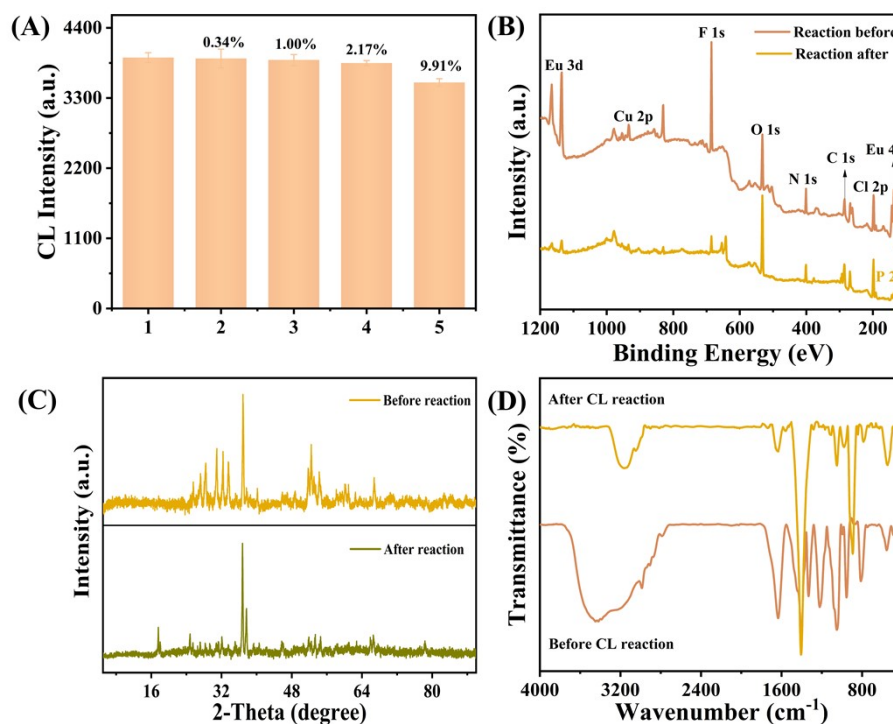 (A)
CL Intensity (a.u.)
4400
3300
2200
1100
0
0.34%
1.00%
2.17%
9.91%
1 2 3 4 5
(B)
Intensity (a.u.)
Reaction before
Reaction after
F 1s
Eu 3d
Cu 2p
O 1s
N 1s
C 1s
Eu 4
Cl 2p
P 2
1200 1000 800 600 400 200
Binding Energy (eV)
(C)
Intensity (a.u.)
Before reaction
After reaction
16 32 48 64 80
2-Theta (degree)
(D)
Transmittance (%)
After CL reaction
Before CL reaction
4000 3200 2400 1600 800
Wavenumber (cm-1)